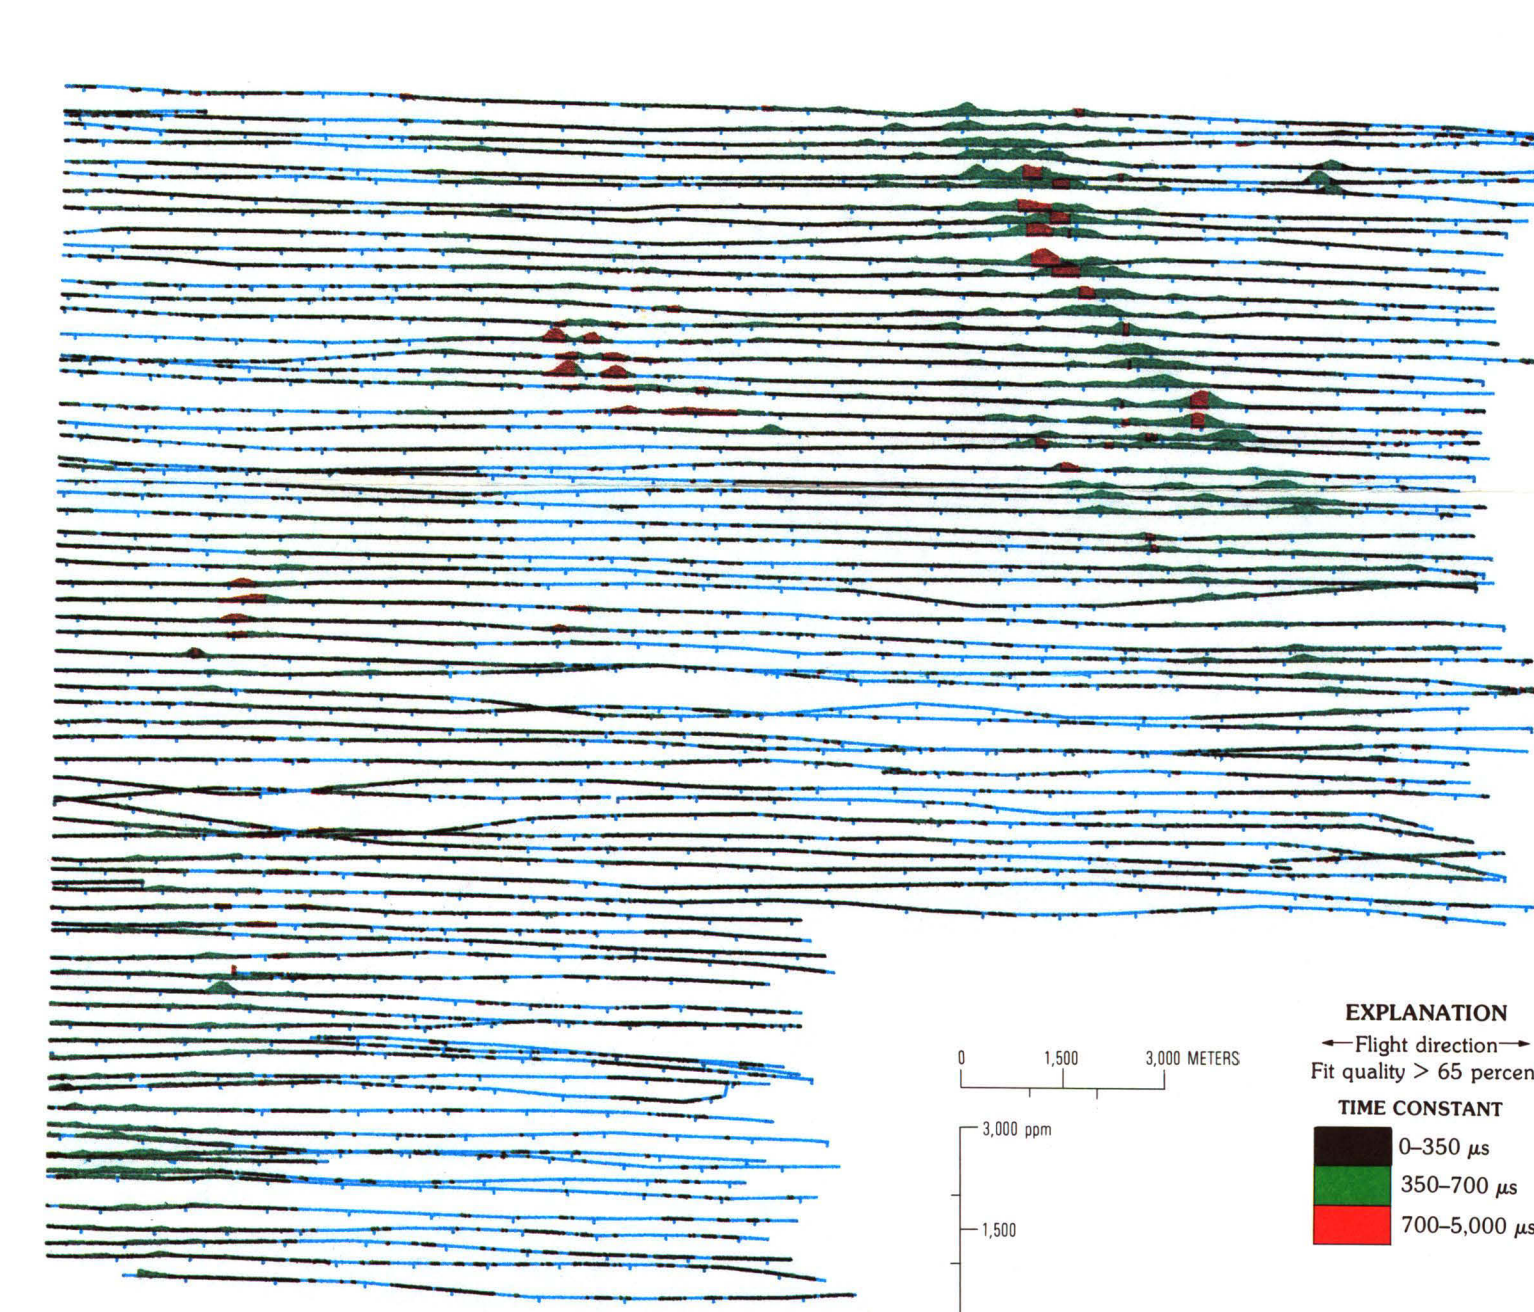 EXPLANATION
←Flight direction→
Fit quality > 65 percen
TIME CONSTANT
0–350 μs
350–700 μs
700–5,000 μs
0 1,500 3,000 METERS
3,000 ppm
1,500